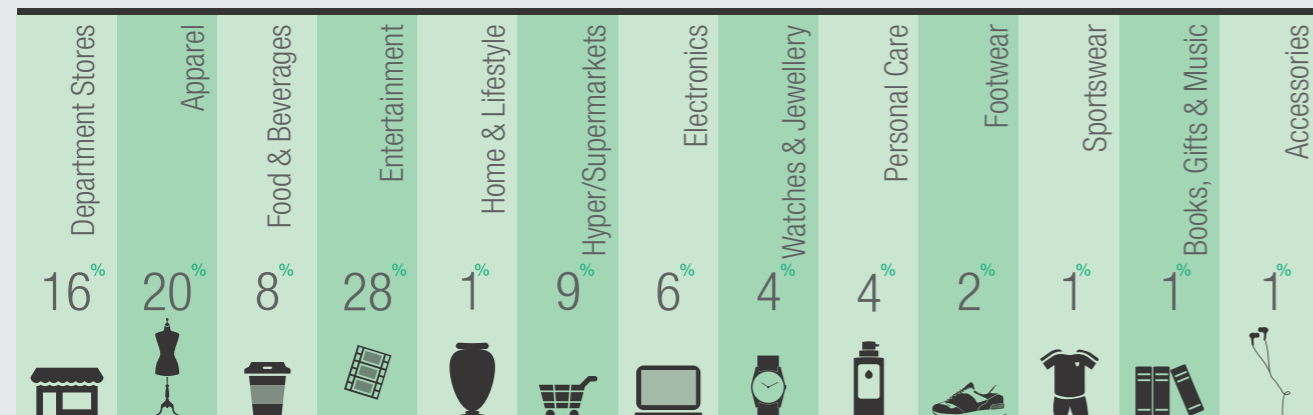 Department Stores
16%
Apparel
20%
Food & Beverages
8%
Entertainment
28%
Home & Lifestyle
1%
Hyper/Supermarkets
9%
Electronics
6%
Watches & Jewellery
4%
Personal Care
4%
Footwear
2%
Sportswear
1%
Books, Gifts & Music
1%
Accessories
1%